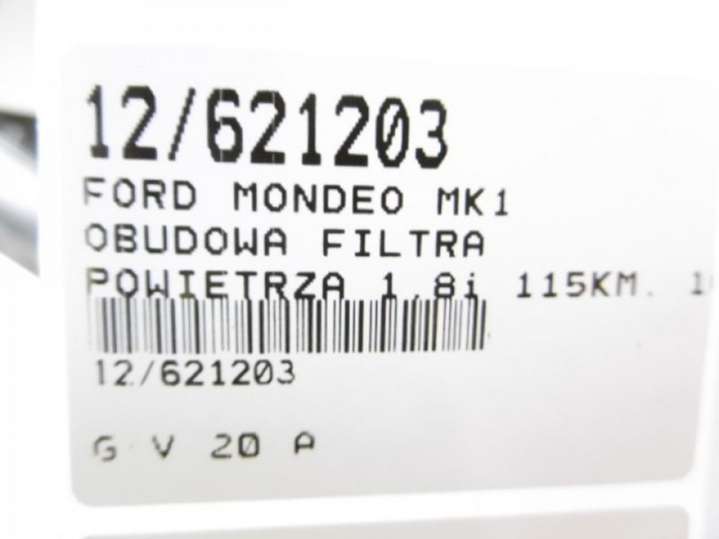 12/621203
FORD MONDEO MK1
OBUDOWA FILTRA
POWIETRZA 1.8i 115KM.
12/621203
G V 20 A